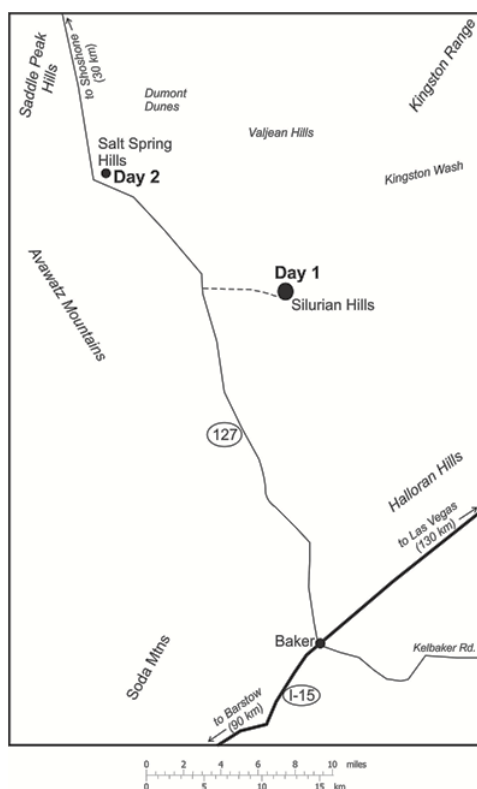 Saddle Peak
Hills
to Shoshone
(30 km)
Kingston Range
Dumont
Dunes
Valjean Hills
Salt Spring
Hills
Day 2
Kingston Wash
Avawatz Mountains
Day 1
Silurian Hills
127
Halloran Hills
to Las Vegas
(130 km)
Soda Mtns
Baker
Kelbaker Rd.
I-15
to Barstow
(90 km)
0 2 4 6 8 10 miles
0 5 10 15 km